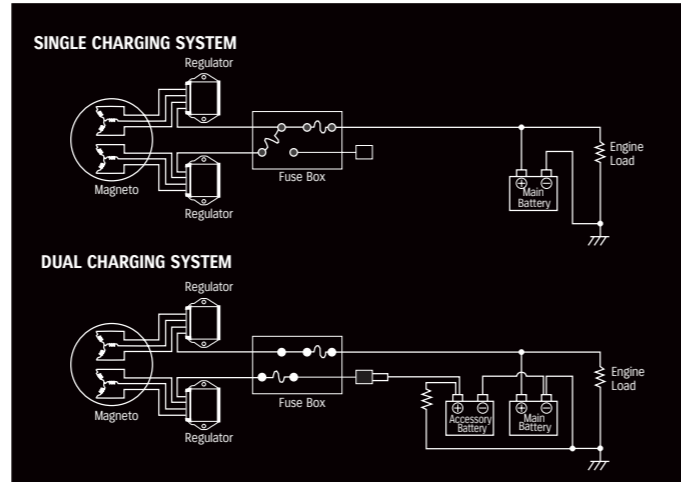 SINGLE CHARGING SYSTEM
Regulator
Magneto
Regulator
Fuse Box
+
−
Main
Battery
Engine
Load
DUAL CHARGING SYSTEM
Regulator
Magneto
Regulator
Fuse Box
+
−
Accessory
Battery
+
−
Main
Battery
Engine
Load